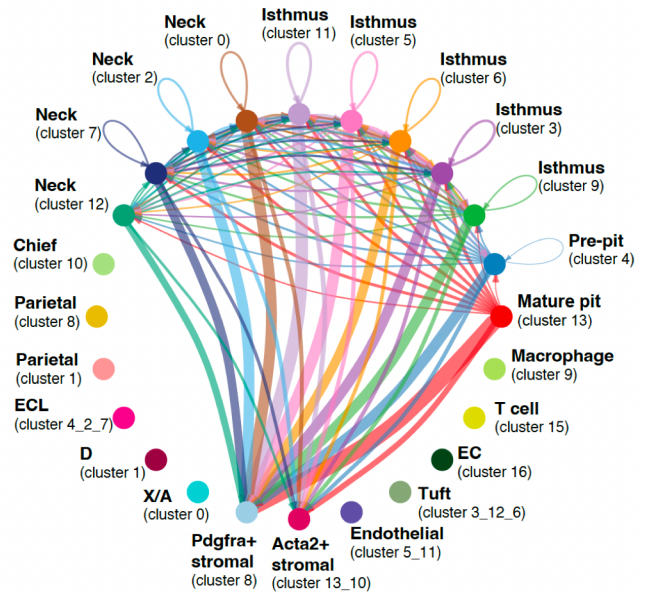 Isthmus
(cluster 11)
Neck
(cluster 0)
Isthmus
(cluster 5)
Neck
(cluster 2)
Isthmus
(cluster 6)
Neck
(cluster 7)
Isthmus
(cluster 3)
Neck
(cluster 12)
Isthmus
(cluster 9)
Chief
(cluster 10)
Pre-pit
(cluster 4)
Parietal
(cluster 8)
Mature pit
(cluster 13)
Parietal
(cluster 1)
Macrophage
(cluster 9)
ECL
(cluster 4_2_7)
T cell
(cluster 15)
D
(cluster 1)
EC
(cluster 16)
X/A
(cluster 0)
Tuft
(cluster 3_12_6)
Pdgfra+
stromal
(cluster 8)
Acta2+
stromal
(cluster 13_10)
Endothelial
(cluster 5_11)